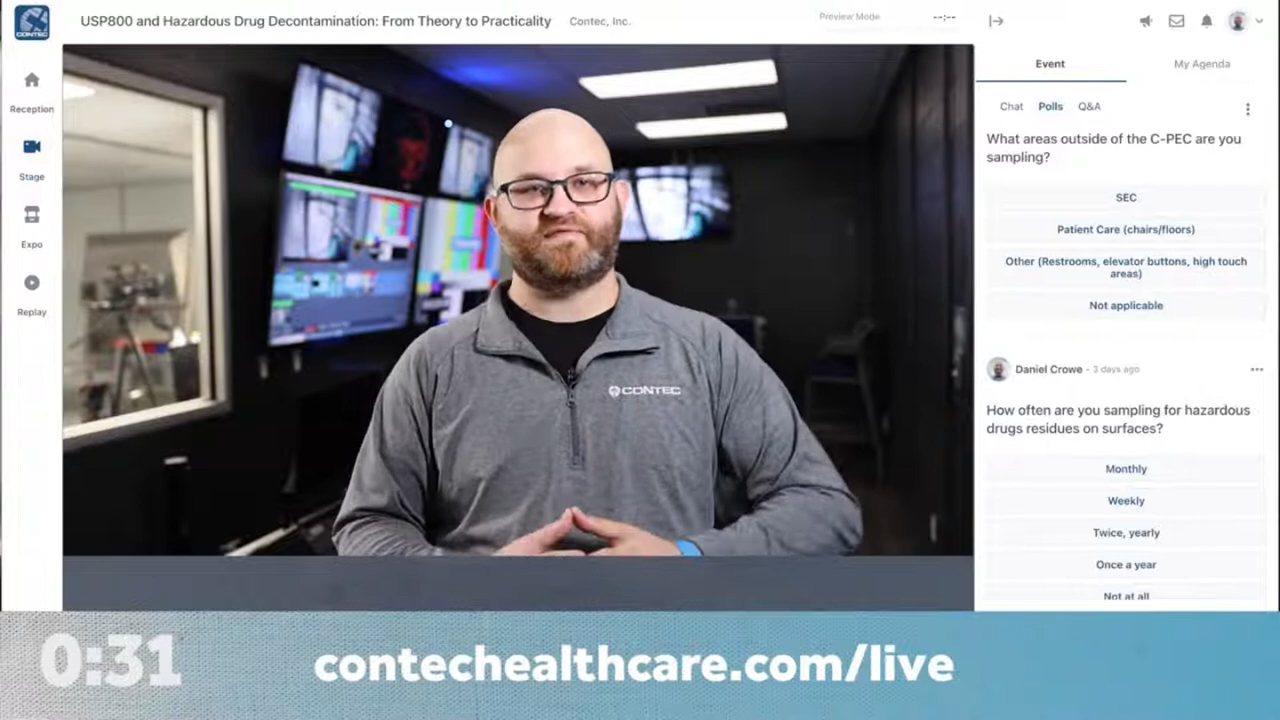 CONTEC
USP800 and Hazardous Drug Decontamination: From Theory to Practicality
Contec, Inc.
Preview Mode
--:--
Reception
Stage
Expo
Replay
CONTEC
Event
My Agenda
Chat
Polls
Q&A
What areas outside of the C-PEC are you
sampling?
SEC
Patient Care (chairs/floors)
Other (Restrooms, elevator buttons, high touch
areas)
Not applicable
Daniel Crowe - 3 days ago
How often are you sampling for hazardous
drugs residues on surfaces?
Monthly
Weekly
Twice, yearly
Once a year
Not at all
0:31
contechealthcare.com/live